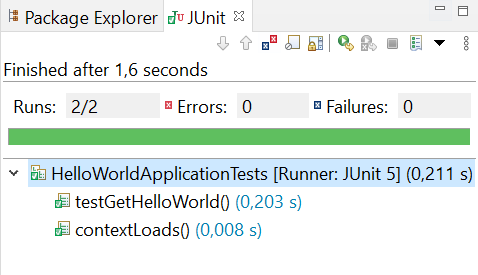 Package Explorer JUnit
Finished after 1,6 seconds
Runs: 2/2 Errors: 0 Failures: 0
HelloWorldApplicationTests [Runner: JUnit 5] (0,211 s)
testGetHelloWorld() (0,203 s)
contextLoads() (0,008 s)